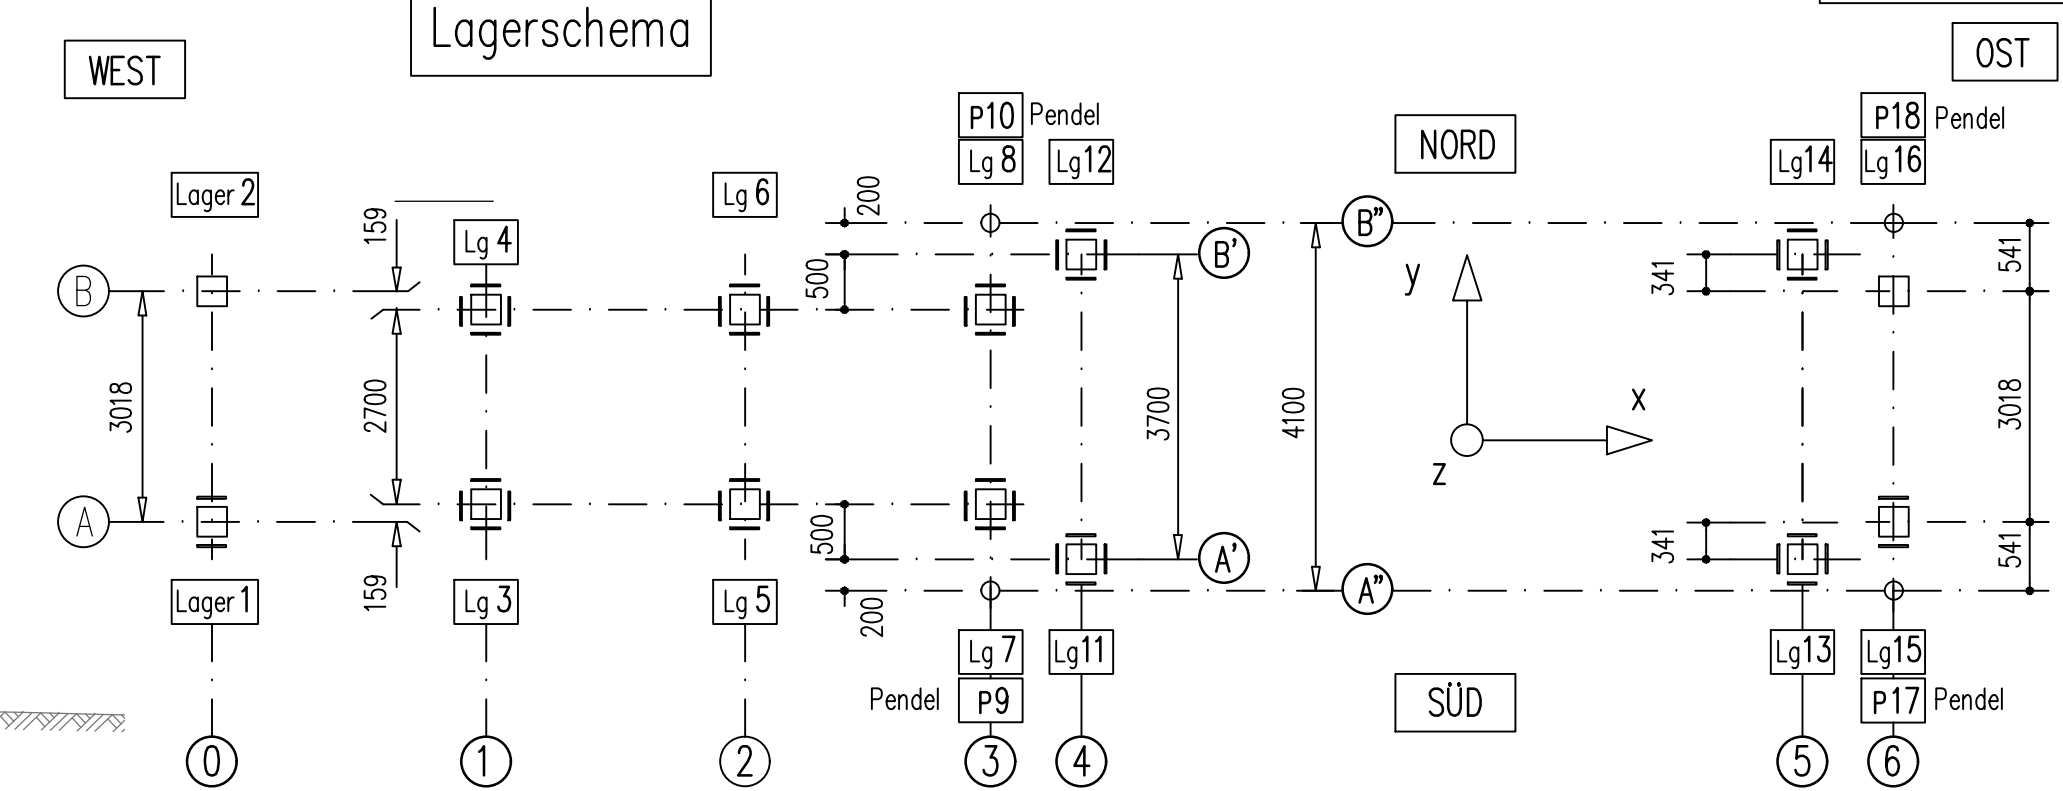 Lagerschema
WEST
OST
P10 Pendel
P18 Pendel
NORD
Lg 8
Lg12
Lg14
Lg 16
Lager 2
Lg 6
200
159
Lg 4
B''
B'
B
500
341
541
y
3018
2700
3700
4100
x
3018
z
A
500
A'
341
541
159
200
A''
Lager 1
Lg 3
Lg 5
Lg 7
Lg11
Lg13
Lg15
Pendel P9
SÜD
P17 Pendel
0
1
2
3
4
5
6